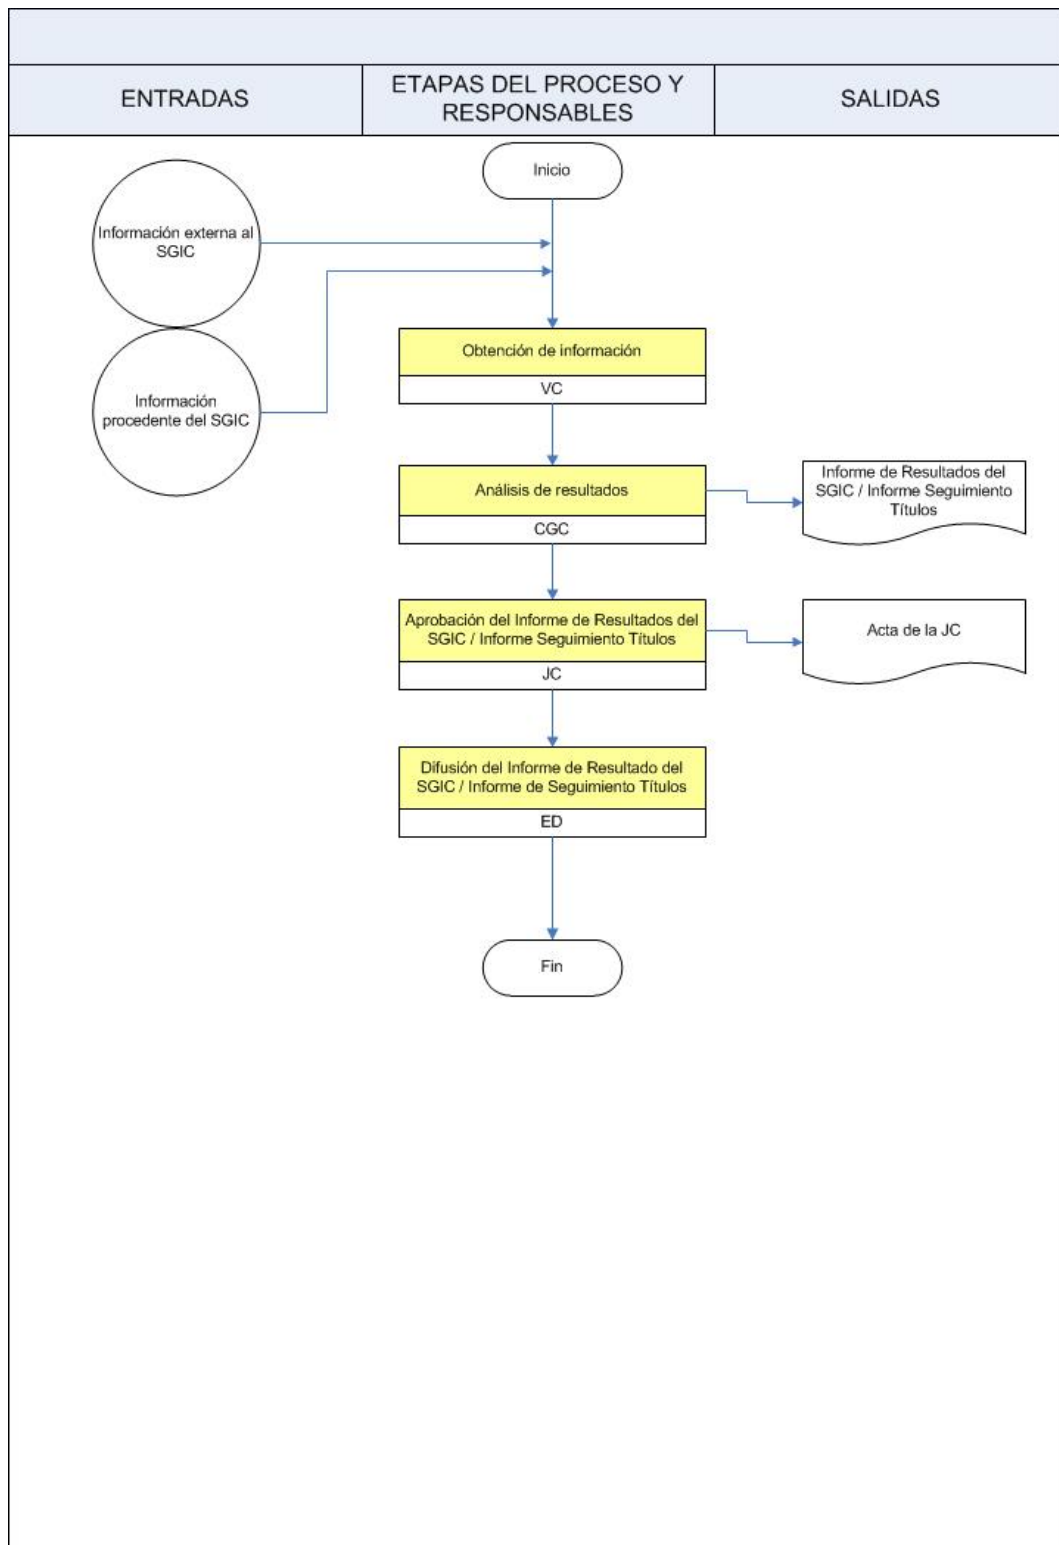 ENTRADAS
ETAPAS DEL PROCESO Y
RESPONSABLES
SALIDAS
Inicio
Información externa al
SGIC
Información
procedente del SGIC
Obtención de información
VC
Análisis de resultados
CGC
Informe de Resultados del
SGIC / Informe Seguimiento
Títulos
Aprobación del Informe de Resultados del
SGIC / Informe Seguimiento Títulos
JC
Acta de la JC
Difusión del Informe de Resultado del
SGIC / Informe de Seguimiento Títulos
ED
Fin